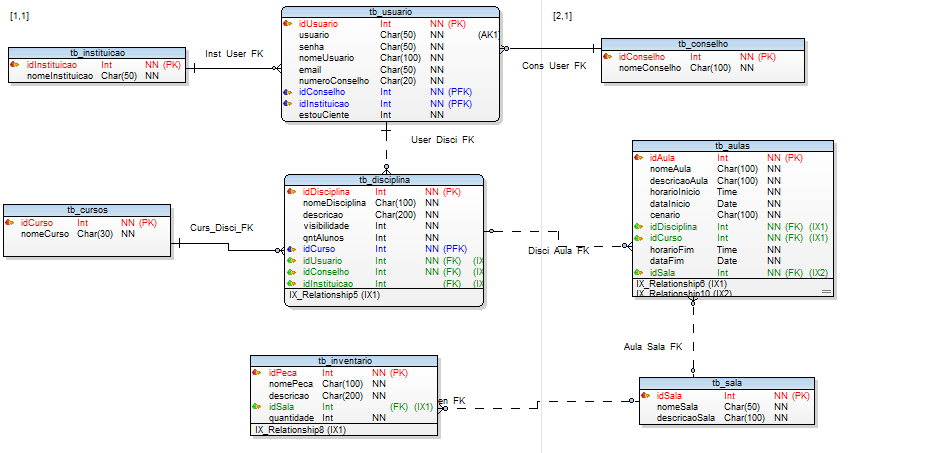 [1,1]
[2,1]
tb_usuario
idUsuario Int NN (PK)
usuario Char(50) NN (AK1
senha Char(50) NN
nomeUsuario Char(100) NN
email Char(50) NN
numeroConselho Char(20) NN
idConselho Int NN (PFK)
idInstituicao Int NN (PFK)
estouCiente Int NN
tb_instituicao
idInstituicao Int NN (PK)
nomeInstituicao Char(50) NN
Inst User FK
Cons User FK
tb_conselho
idConselho Int NN (PK)
nomeConselho Char(100) NN
User Disci FK
tb_disciplina
idDisciplina Int NN (PK)
nomeDisciplina Char(100) NN
descricao Char(200) NN
visibilidade Int NN
qntAlunos Int NN
idCurso Int NN (PFK)
idUsuario Int NN (FK) (IX
idConselho Int NN (FK) (IX
idInstituicao Int (FK) (IX
IX_Relationship5 (IX1)
tb_cursos
idCurso Int NN (PK)
nomeCurso Char(30) NN
Curs_Disci_FK
Disci Aula FK
tb_aulas
idAula Int NN (PK)
nomeAula Char(100) NN
descricaoAula Char(100) NN
horarioInicio Time NN
dataInicio Date NN
cenario Char(100) NN
idDisciplina Int NN (FK) (IX1)
idCurso Int NN (FK) (IX1)
horarioFim Time NN
dataFim Date NN
idSala Int NN (FK) (IX2)
IX_Relationship6 (IX1)
IX_Relationship10 (IX2)
Aula Sala FK
tb_inventario
idPeca Int NN (PK)
nomePeca Char(100) NN
descricao Char(200) NN
idSala Int (FK) (IX1)
quantidade Int NN
IX_Relationship8 (IX1)
en FK
tb_sala
idSala Int NN (PK)
nomeSala Char(50) NN
descricaoSala Char(100) NN